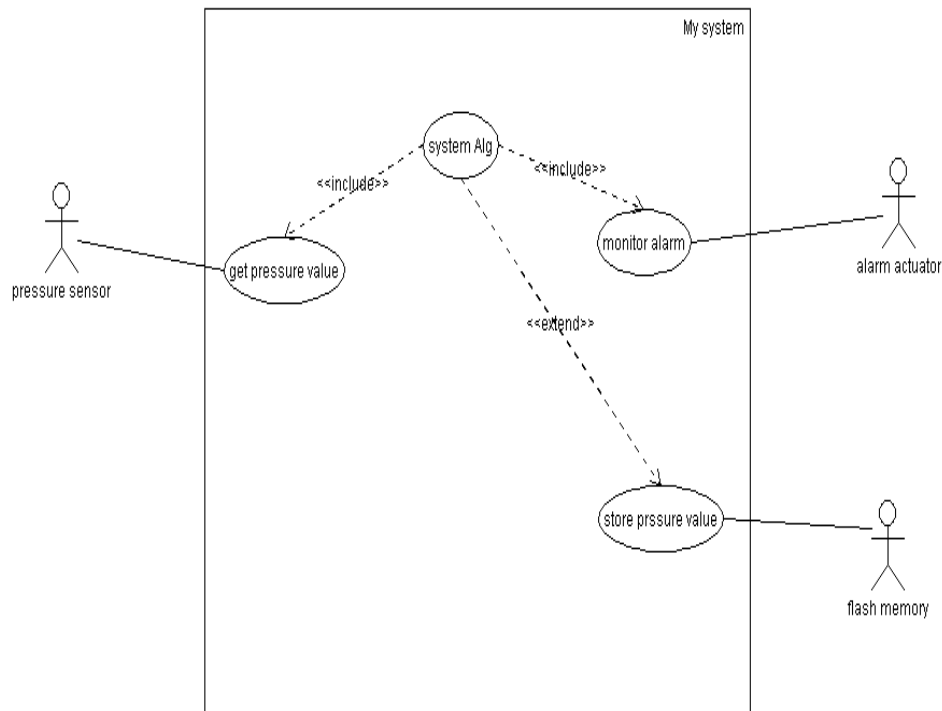 My system
system Alg
<<include>>
<<include>>
monitor alarm
get pressure value
pressure sensor
alarm actuator
<<extend>>
store prssure value
flash memory